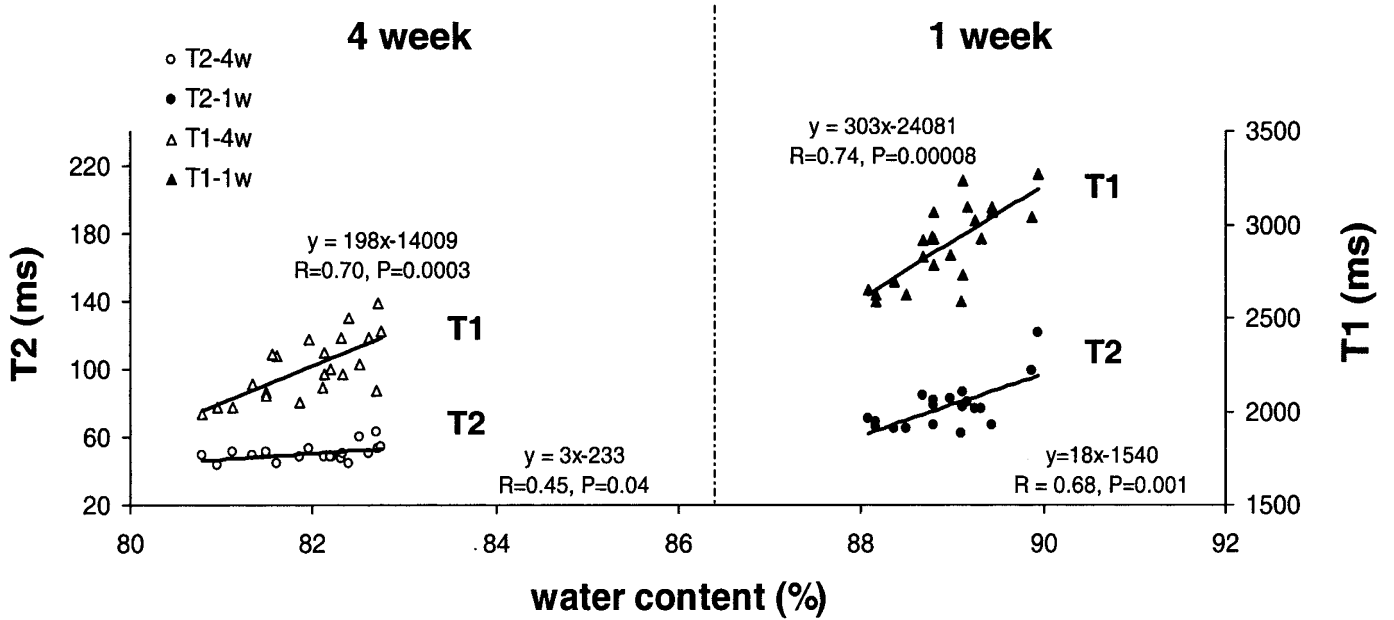 4 week
1 week
T2-4w
T2-1w
T1-4w
T1-1w
y = 303x-24081
R=0.74, P=0.00008
T1
y = 198x-14009
R=0.70, P=0.0003
T1
T2
T2
y = 3x-233
R=0.45, P=0.04
y=18x-1540
R = 0.68, P=0.001
T2 (ms)
220
180
140
100
60
20
3500
3000
2500
2000
1500
T1 (ms)
80
82
84
86
88
90
92
water content (%)